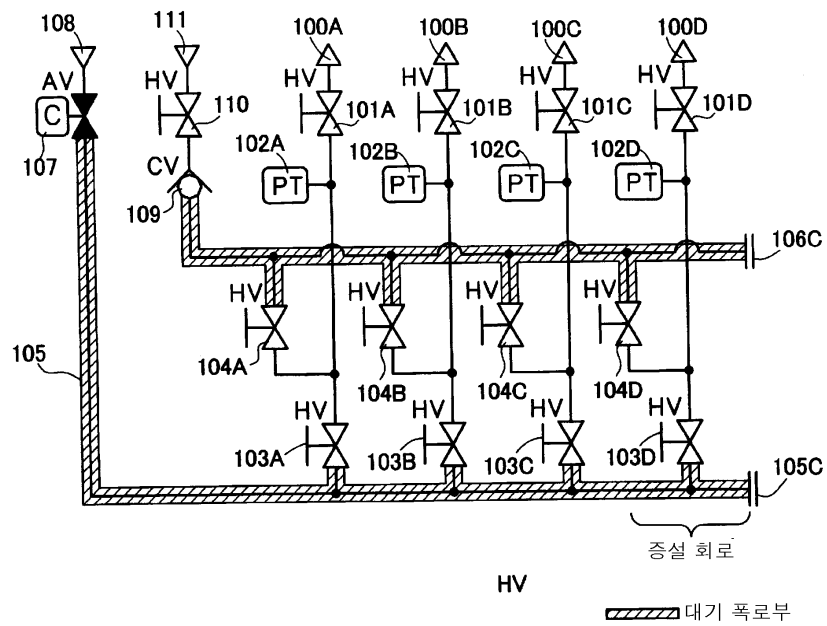 108 111 100A 100B 100C 100D
AV HV HV HV HV HV
C 110 101A 101B 101C 101D
107 CV 102A 102B 102C 102D
PT PT PT PT
109
106C
HV HV HV HV
105 104A 104B 104C 104D
HV HV HV HV
103A 103B 103C 103D 105C
증설 회로
HV
대기 폭로부